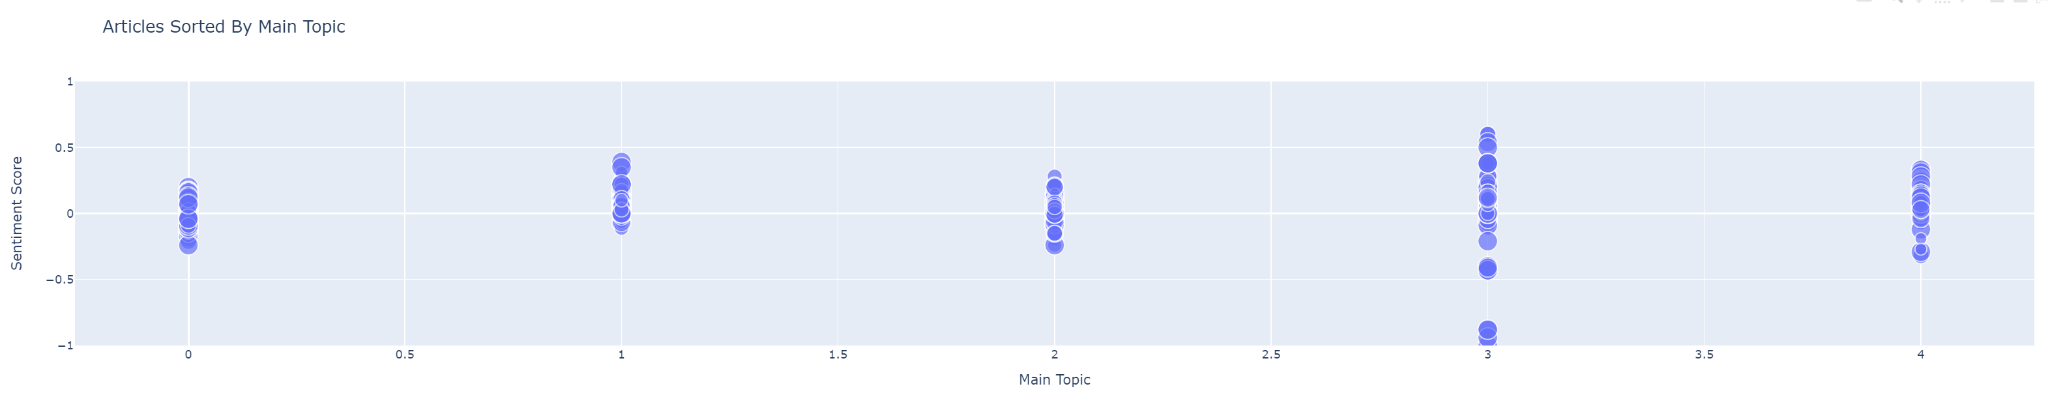 Articles Sorted By Main Topic
1
0.5
0
−0.5
−1
Sentiment Score
0 0.5 1 1.5 2 2.5 3 3.5 4
Main Topic